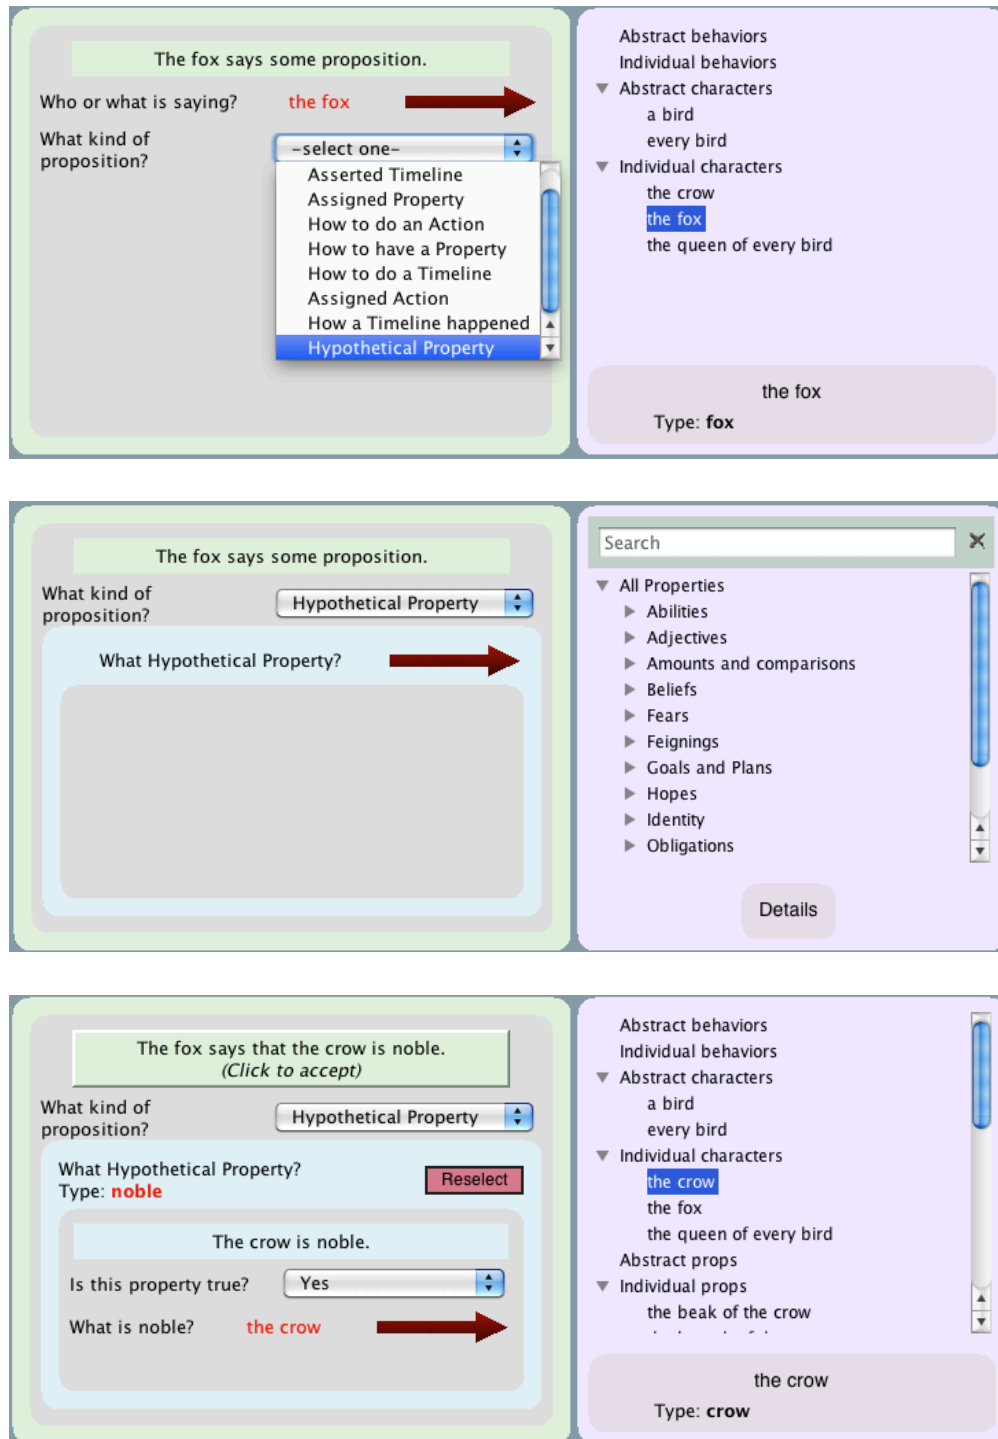 The fox says some proposition.
Who or what is saying? the fox
What kind of
proposition?
–select one–
Asserted Timeline
Assigned Property
How to do an Action
How to have a Property
How to do a Timeline
Assigned Action
How a Timeline happened
Hypothetical Property
Abstract behaviors
Individual behaviors
Abstract characters
a bird
every bird
Individual characters
the crow
the fox
the queen of every bird
the fox
Type: fox
The fox says some proposition.
What kind of
proposition?
Hypothetical Property
What Hypothetical Property?
Search
All Properties
Abilities
Adjectives
Amounts and comparisons
Beliefs
Fears
Feignings
Goals and Plans
Hopes
Identity
Obligations
Details
The fox says that the crow is noble.
(Click to accept)
What kind of
proposition?
Hypothetical Property
What Hypothetical Property?
Type: noble
Reselect
The crow is noble.
Is this property true? Yes
What is noble? the crow
Abstract behaviors
Individual behaviors
Abstract characters
a bird
every bird
Individual characters
the crow
the fox
the queen of every bird
Abstract props
Individual props
the beak of the crow
the crow
Type: crow